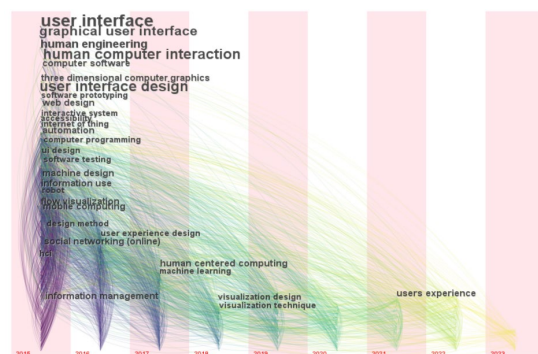 user interface
graphical user interface
human engineering
human computer interaction
computer software
three dimensional computer graphics
user interface design
software prototyping
web design
interactive system
accessibility
internet of thing
automation
computer programming
ui design
software testing
machine design
information use
robot
flow visualization
mobile computing
design method
user experience design
social networking (online)
hci
human centered computing
machine learning
information management
visualization design
visualization technique
users experience
2015 2016 2017 2018 2019 2020 2021 2022 2023